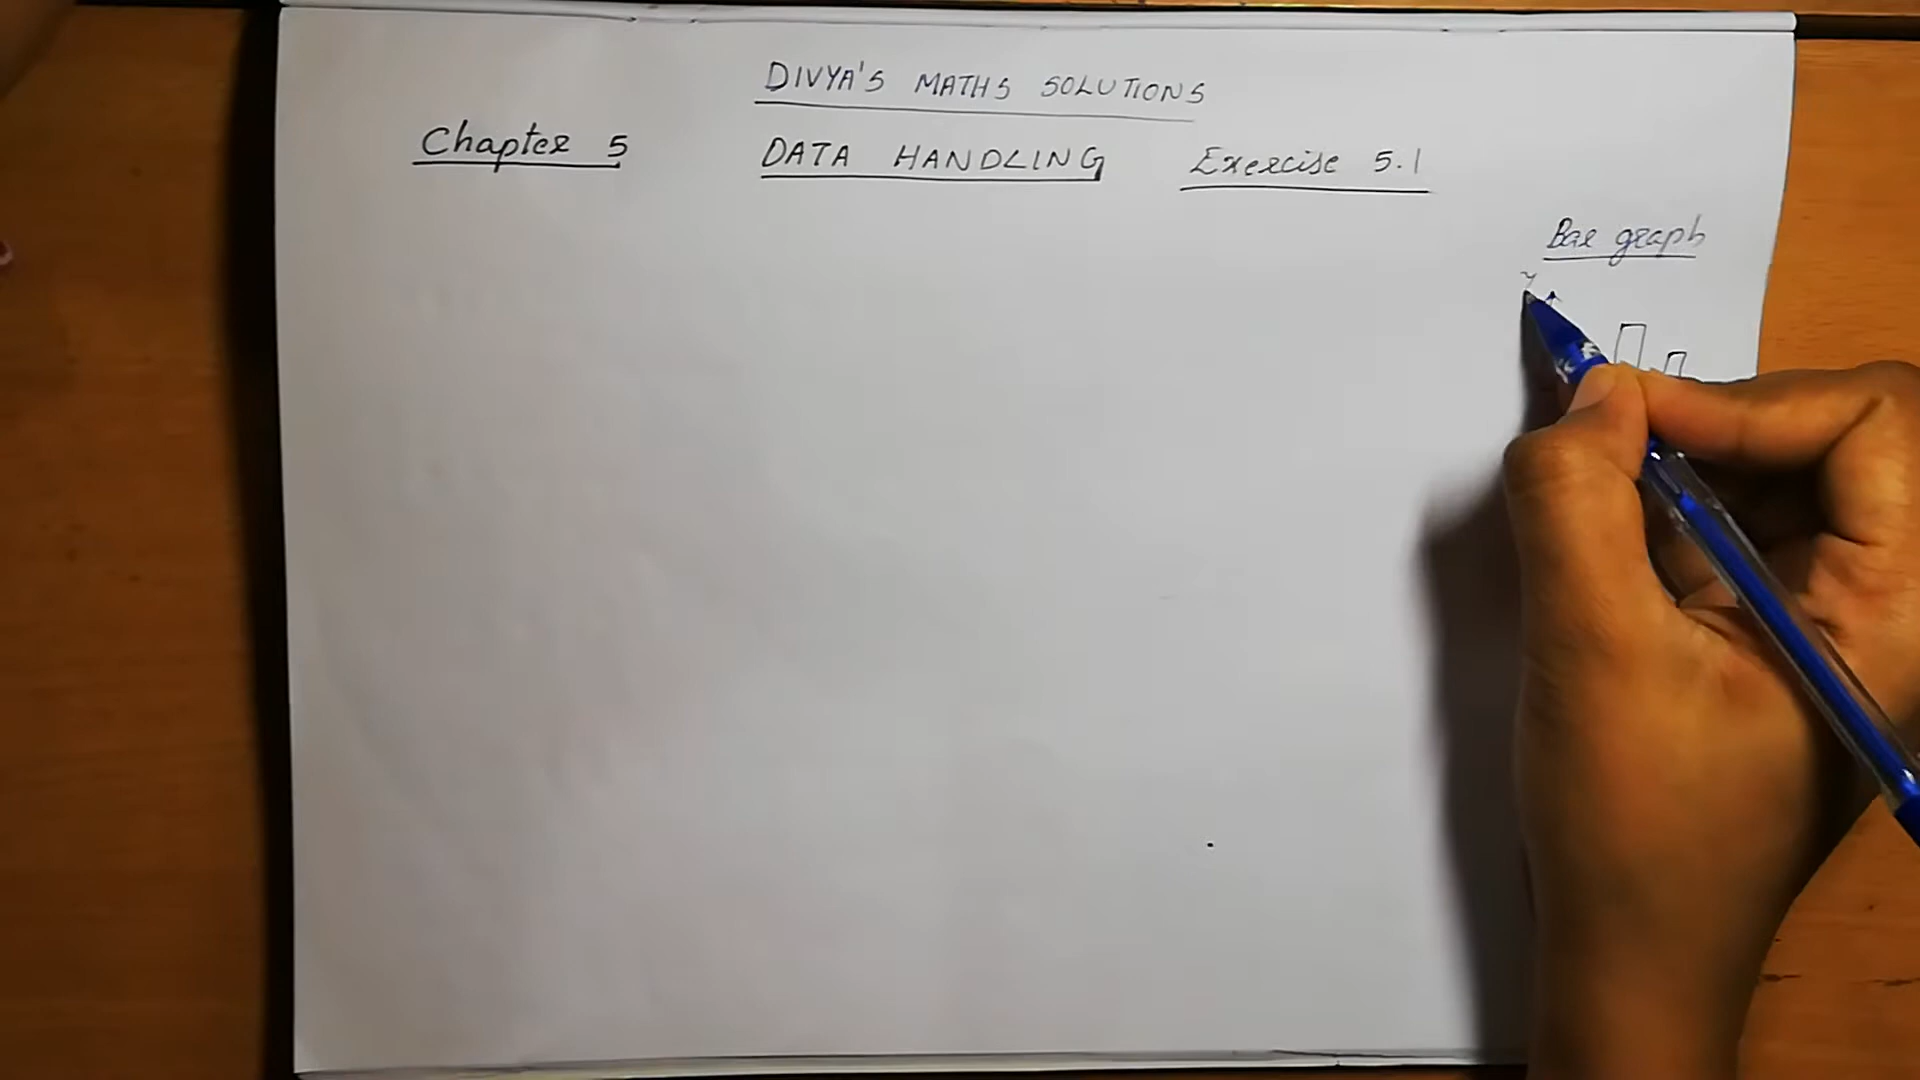 DIVYA'S MATHS SOLUTIONS
Chapter 5 DATA HANDLING Exercise 5.1
Bar graph
Y